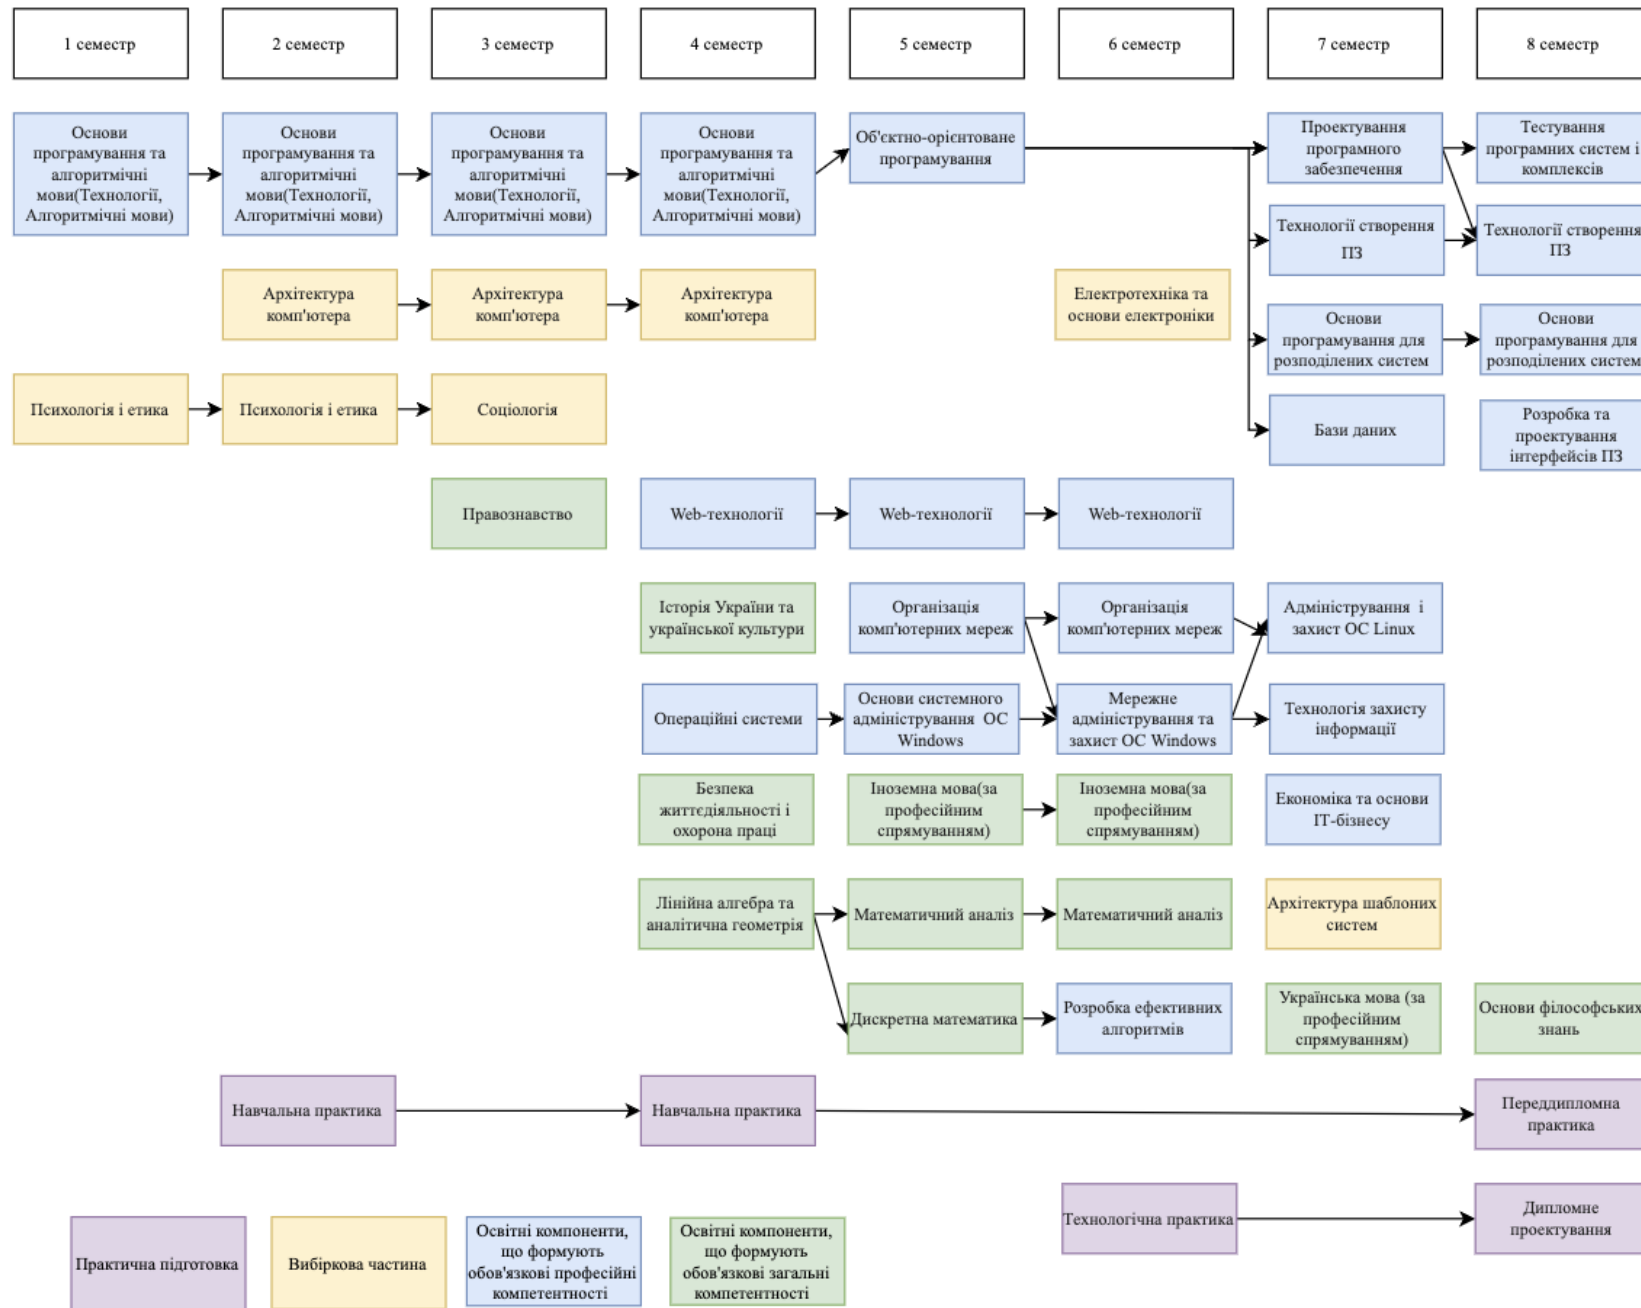 1 семестр
2 семестр
3 семестр
4 семестр
5 семестр
6 семестр
7 семестр
8 семестр
Основи
програмування та
алгоритмічні
мови(Технології,
Алгоритмічні мови)
Основи
програмування та
алгоритмічні
мови(Технології,
Алгоритмічні мови)
Основи
програмування та
алгоритмічні
мови(Технології,
Алгоритмічні мови)
Основи
програмування та
алгоритмічні
мови(Технології,
Алгоритмічні мови)
Об'єктно-орієнтоване
програмування
Проектування
програмного
забезпечення
Тестування
програмних систем і
комплексів
Технології створення
ПЗ
Технології створення
ПЗ
Архітектура
комп'ютера
Архітектура
комп'ютера
Архітектура
комп'ютера
Електротехніка та
основи електроніки
Основи
програмування для
розподілених систем
Основи
програмування для
розподілених систем
Психологія і етика
Психологія і етика
Соціологія
Бази даних
Розробка та
проектування
інтерфейсів ПЗ
Правознавство
Web-технології
Web-технології
Web-технології
Історія України та
української культури
Організація
комп'ютерних мереж
Організація
комп'ютерних мереж
Адміністрування і
захист ОС Linux
Операційні системи
Основи системного
адміністрування ОС
Windows
Мережне
адміністрування та
захист ОС Windows
Технологія захисту
інформації
Безпека
життєдіяльності і
охорона праці
Іноземна мова(за
професійним
спрямуванням)
Іноземна мова(за
професійним
спрямуванням)
Економіка та основи
ІТ-бізнесу
Лінійна алгебра та
аналітична геометрія
Математичний аналіз
Математичний аналіз
Архітектура шаблоних
систем
Дискретна математика
Розробка ефективних
алгоритмів
Українська мова (за
професійним
спрямуванням)
Основи філософських
знань
Навчальна практика
Навчальна практика
Переддипломна
практика
Технологічна практика
Дипломне
проектування
Практична підготовка
Вибіркова частина
Освітні компоненти,
що формують
обов'язкові професійні
компетентності
Освітні компоненти,
що формують
обов'язкові загальні
компетентності